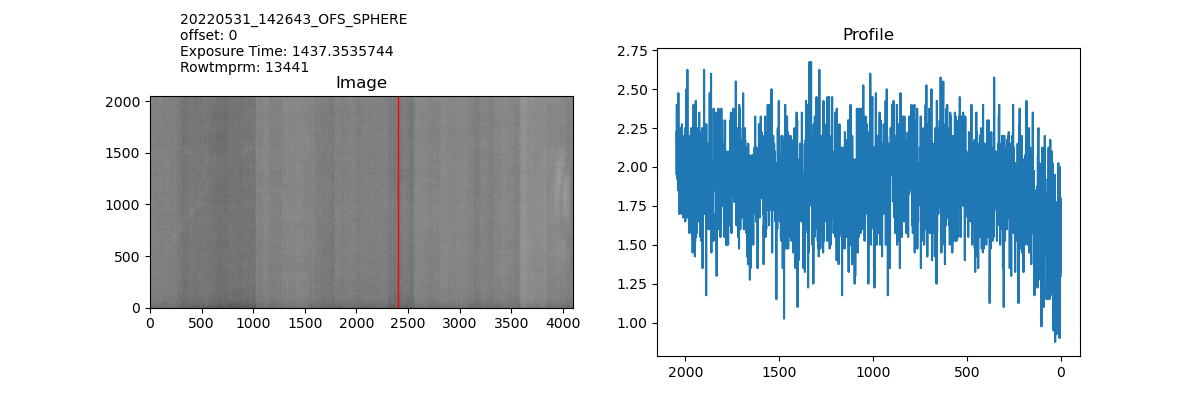 20220531_142643_OFS_SPHERE
offset: 0
Exposure Time: 1437.3535744
Rowtmprm: 13441
Image
2000
1500
1000
500
0
0 500 1000 1500 2000 2500 3000 3500 4000
Profile
2.75
2.50
2.25
2.00
1.75
1.50
1.25
1.00
2000 1500 1000 500 0